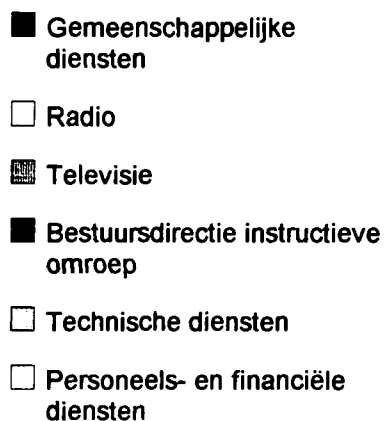 Gemeenschappelijke
diensten
Radio
Televisie
Bestuursdirectie instructieve
omroep
Technische diensten
Personeels- en financiële
diensten